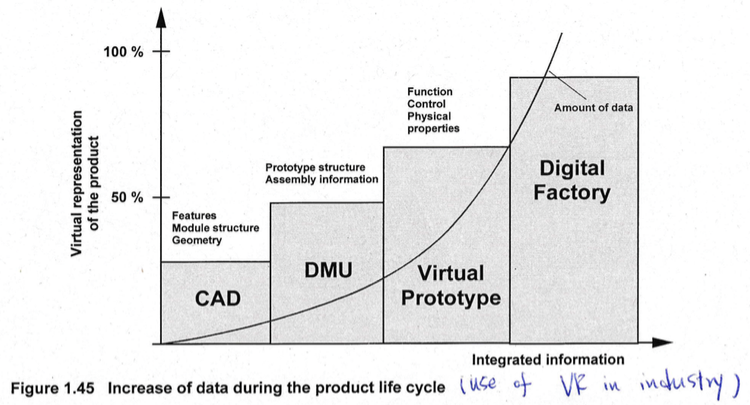 100 %
Virtual representation
of the product
50 %
Features
Module structure
Geometry
CAD
Prototype structure
Assembly information
DMU
Function
Control
Physical
properties
Virtual
Prototype
Amount of data
Digital
Factory
Integrated information
Figure 1.45 Increase of data during the product life cycle (use of VR in industry)